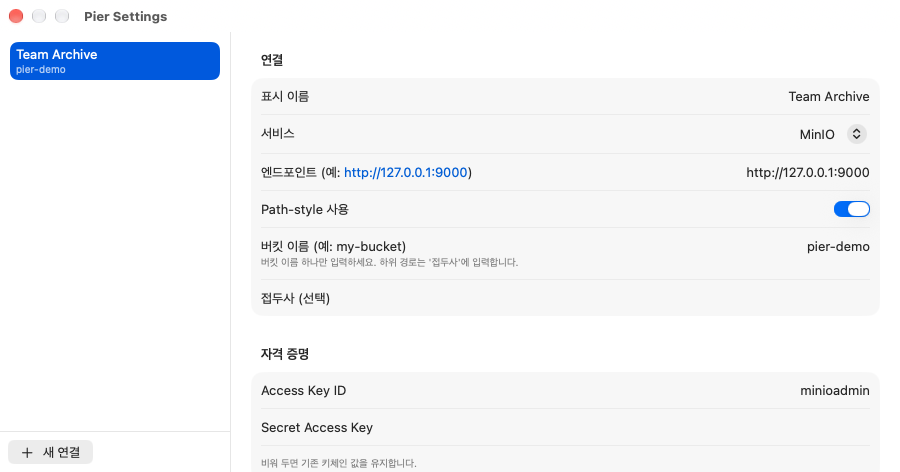 Pier Settings
Team Archive
pier-demo
새 연결
연결
표시 이름 Team Archive
서비스 MinIO
엔드포인트 (예: http://127.0.0.1:9000) http://127.0.0.1:9000
Path-style 사용
버킷 이름 (예: my-bucket) pier-demo
버킷 이름 하나만 입력하세요. 하위 경로는 '접두사'에 입력합니다.
접두사 (선택)
자격 증명
Access Key ID minioadmin
Secret Access Key
비워 두면 기존 키체인 값을 유지합니다.